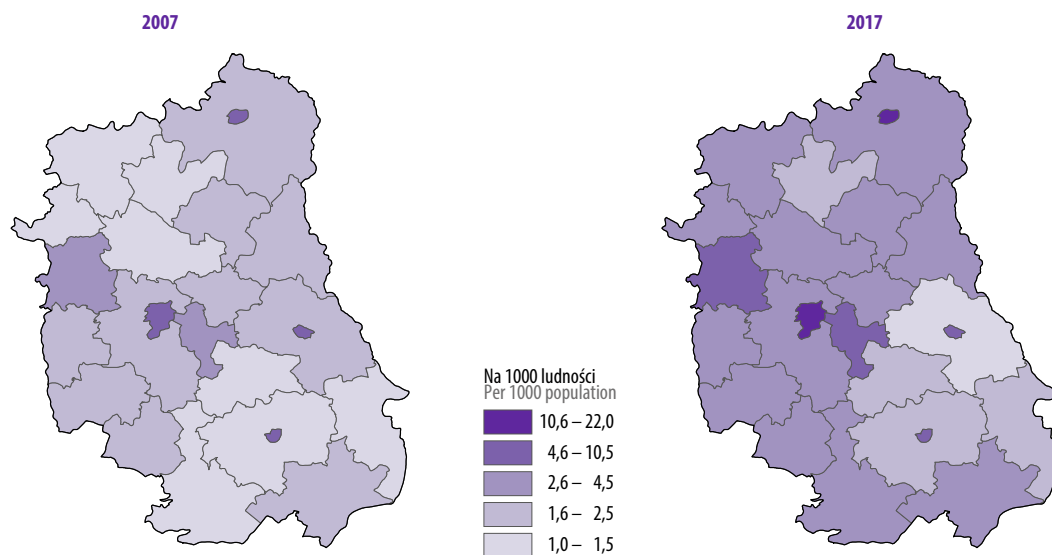 2007
2017
Na 1000 ludności
Per 1000 population
10,6 – 22,0
4,6 – 10,5
2,6 – 4,5
1,6 – 2,5
1,0 – 1,5